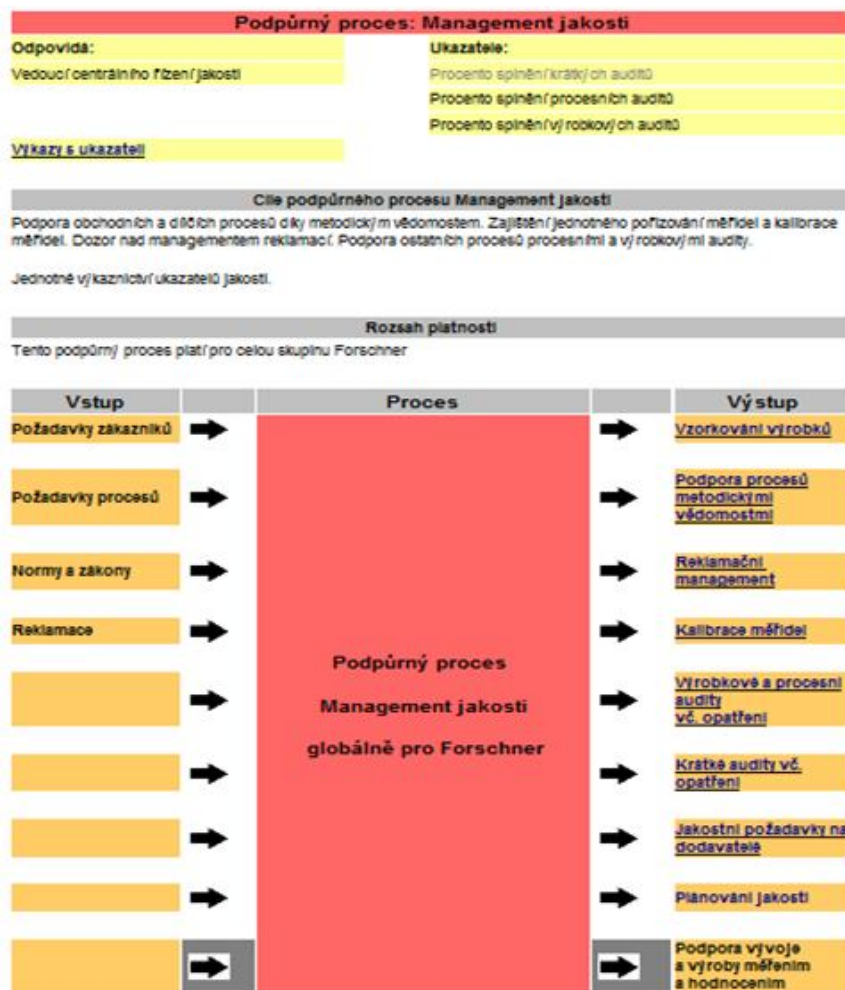 Podpůrný proces: Management jakosti
Odpovídá:
Ukazatele:
Vedoucí centrálního řízení jakosti
Procento splnění krátkých auditů
Procento splnění procesních auditů
Procento splnění výrobkových auditů
Výkazy s ukazateli
Cíle podpůrného procesu Management jakosti
Podpora obchodních a dílčích procesů díky metodickým vědomostem. Zajištění jednotného pořizování měřidel a kalibrace
měřidel. Dozor nad managementem reklamací. Podpora ostatních procesů procesními a výrobkovými audity.
Jednotné výkaznictví ukazatelů jakosti.
Rozsah platnosti
Tento podpůrný proces platí pro celou skupinu Forschner
Vstup
Proces
Výstup
Požadavky zákazníků
Vzorkování výrobků
Požadavky procesů
Podpora procesů
metodickými
vědomostmi
Normy a zákony
Reklamační
management
Reklamace
Kalibrace měřidel
Podpůrný proces
Management jakosti
globálně pro Forschner
Výrobkové a procesní
audity
vč. opatření
Krátké audity vč.
opatření
Jakostní požadavky na
dodavatele
Plánování jakosti
Podpora vývoje
a výroby měřením
a hodnocením